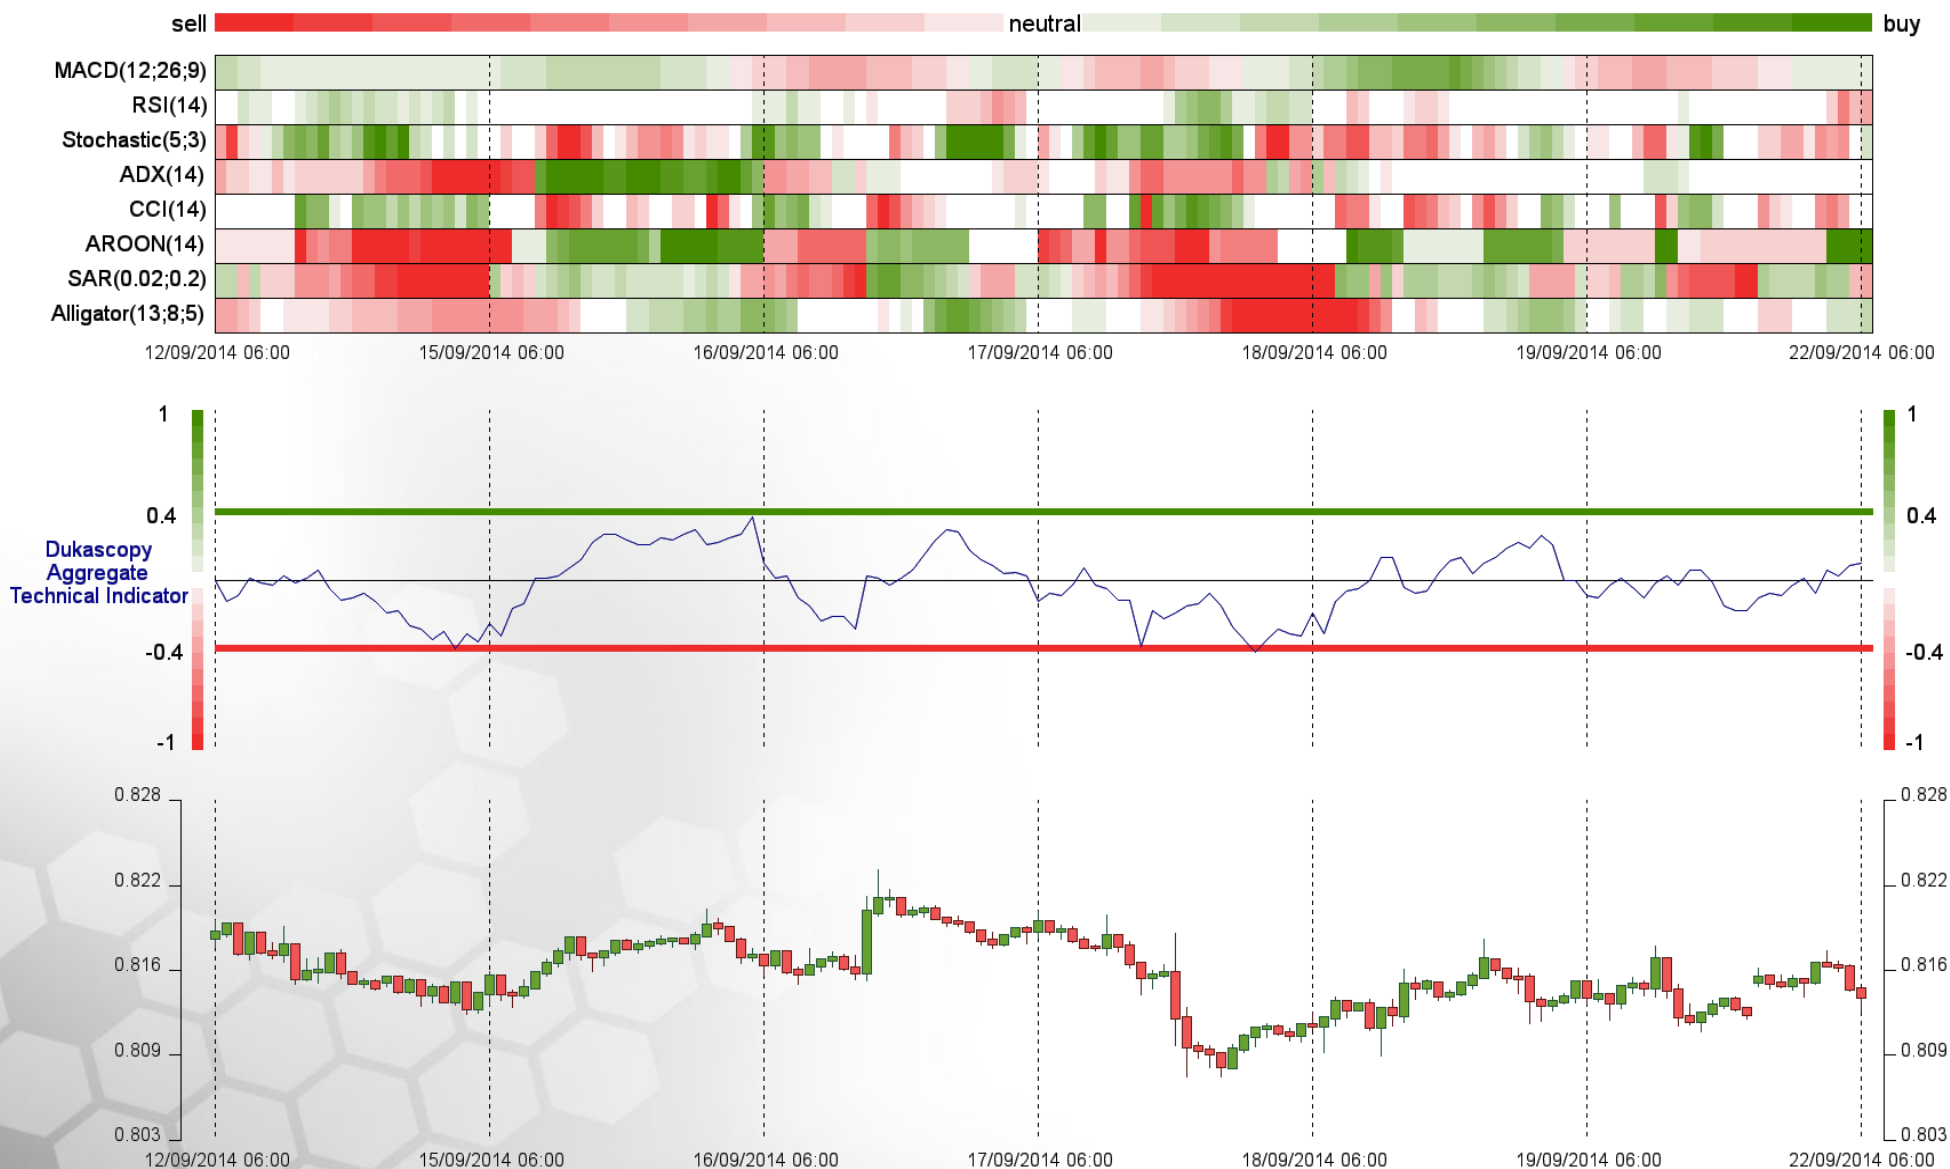 sell neutral buy
MACD(12;26;9)
RSI(14)
Stochastic(5;3)
ADX(14)
CCI(14)
AROON(14)
SAR(0.02;0.2)
Alligator(13;8;5)
12/09/2014 06:00 15/09/2014 06:00 16/09/2014 06:00 17/09/2014 06:00 18/09/2014 06:00 19/09/2014 06:00 22/09/2014 06:00
1 1
0.4 0.4
Dukascopy
Aggregate
Technical Indicator
-0.4 -0.4
-1 -1
0.828 0.828
0.822 0.822
0.816 0.816
0.809 0.809
0.803 0.803
12/09/2014 06:00 15/09/2014 06:00 16/09/2014 06:00 17/09/2014 06:00 18/09/2014 06:00 19/09/2014 06:00 22/09/2014 06:00